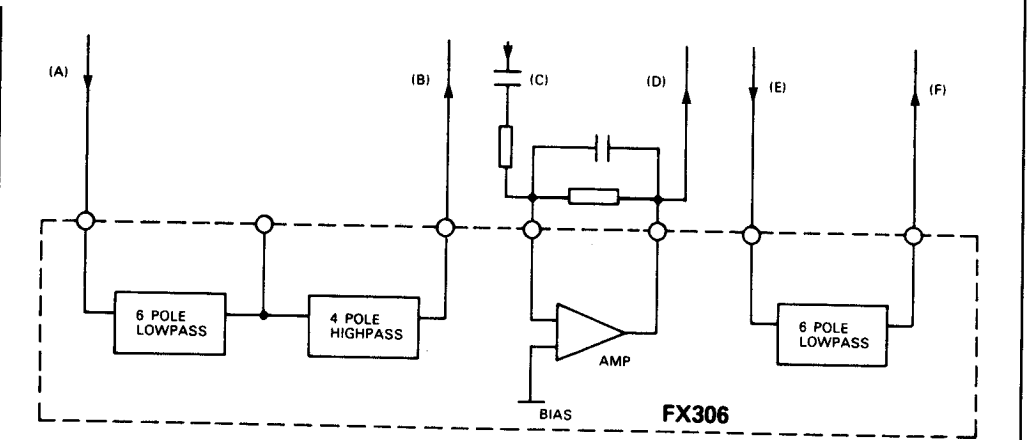 (A)
(B)
(C)
(D)
(E)
(F)
6 POLE
LOWPASS
4 POLE
HIGHPASS
AMP
BIAS
6 POLE
LOWPASS
FX306